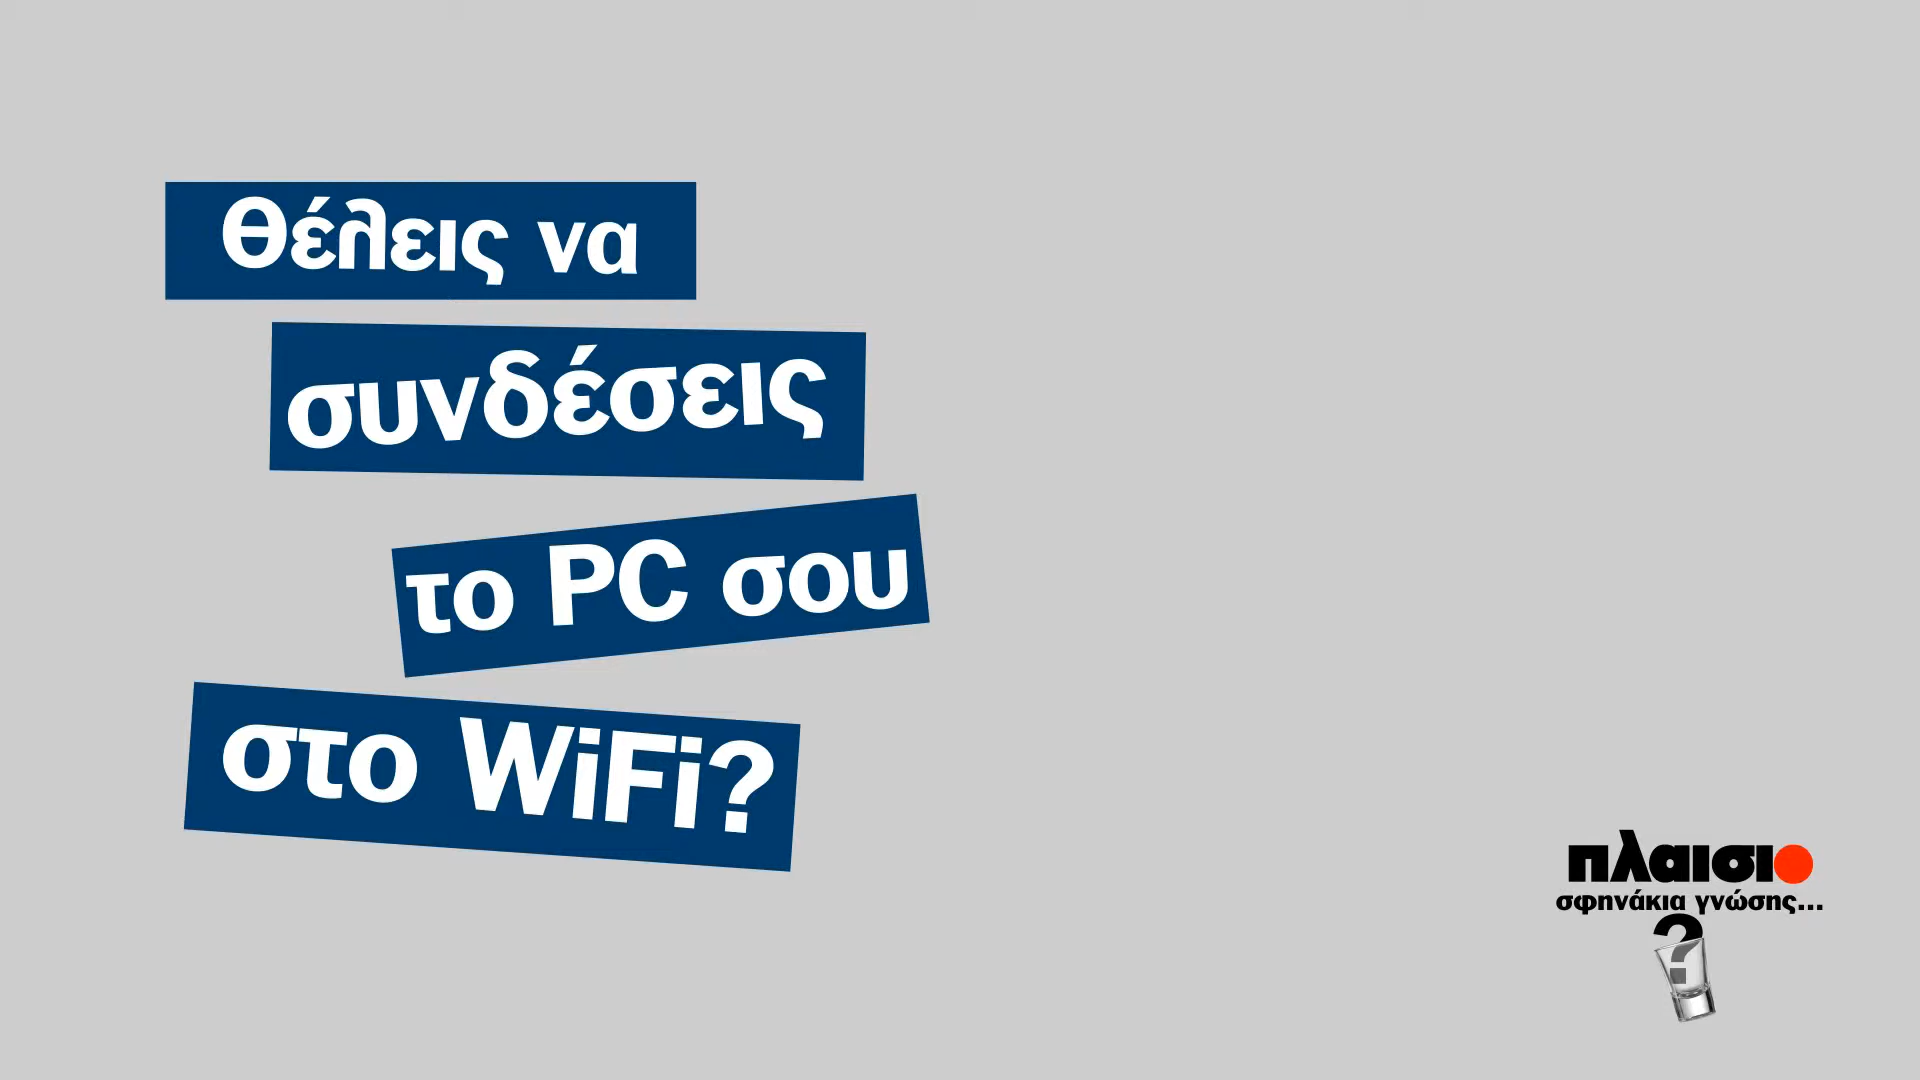 Θέλεις να
συνδέσεις
το PC σου
στο WiFi?
πλαισιο
σφηνάκια γνώσης...
?